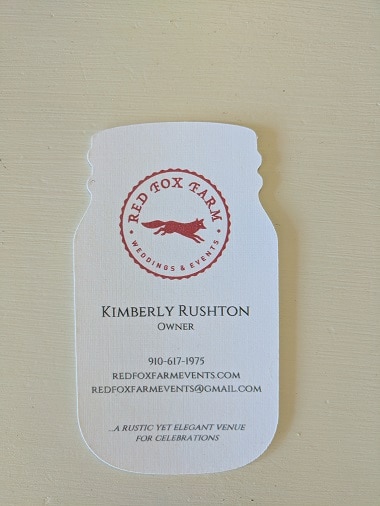 RED FOX FARM
• WEDDINGS & EVENTS •
KIMBERLY RUSHTON
OWNER
910-617-1975
REDFOXFARMEVENTS.COM
REDFOXFARMEVENTS@GMAIL.COM
...A RUSTIC YET ELEGANT VENUE
FOR CELEBRATIONS